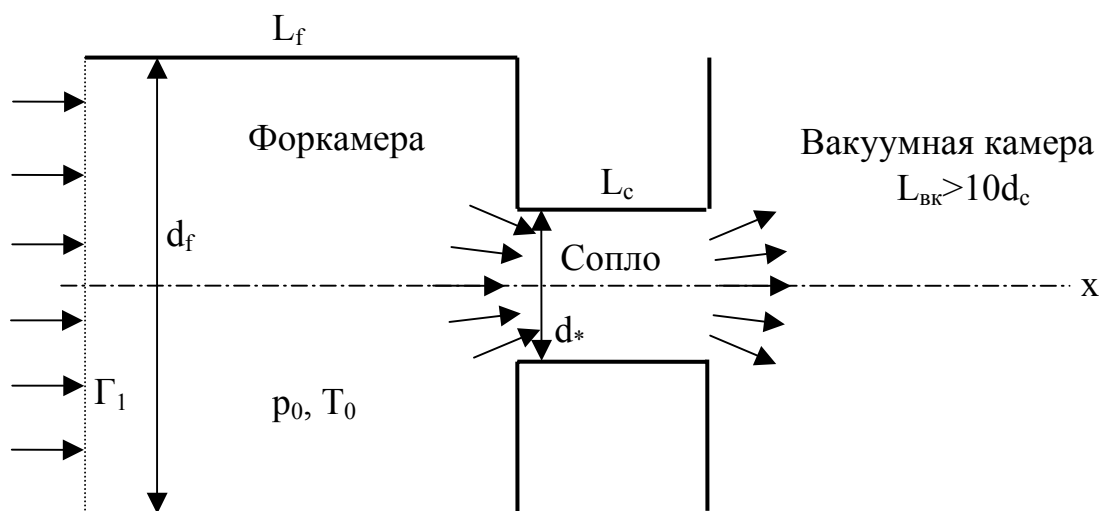 L_f
Форкамера
Вакуумная камера
L_вк>10d_c
L_c
d_f
Сопло
x
d_*
Г_1
p_0, T_0